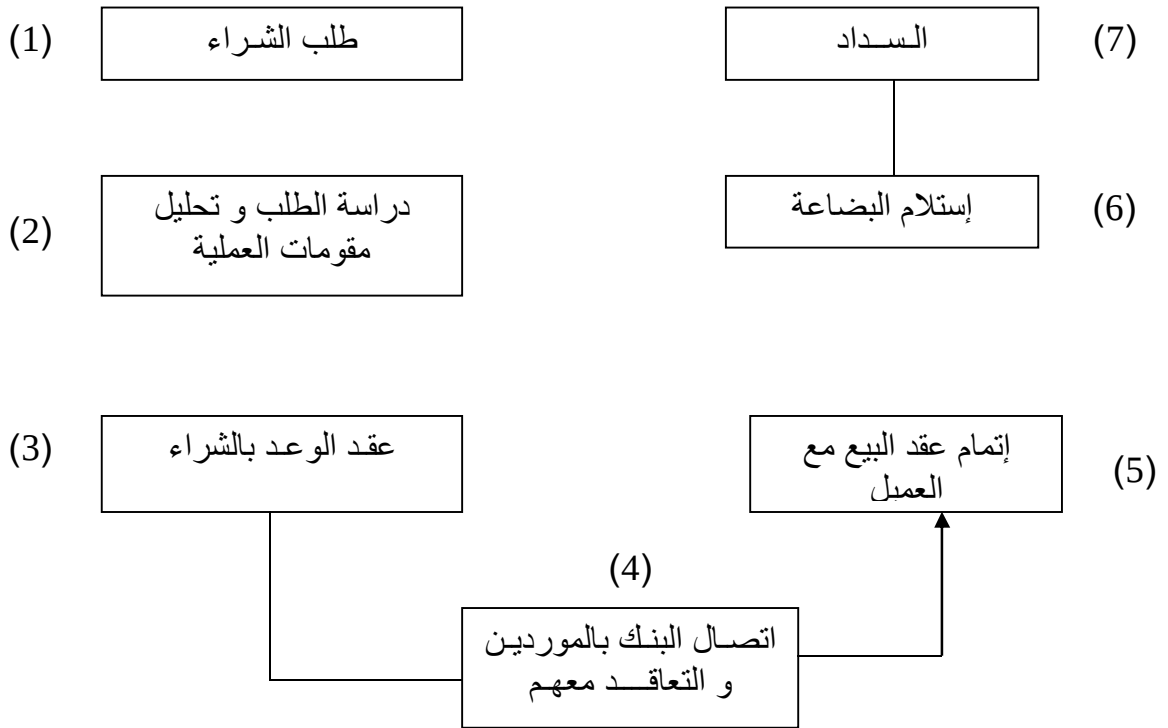 (1)
طلب الشراء
(2)
دراسة الطلب و تحليل
مقومات العملية
(3)
عقد الوعد بالشراء
(4)
اتصال البنك بالموردين
و التعاقد معهم
(5)
إتمام عقد البيع مع
العميل
(6)
إستلام البضاعة
(7)
السداد